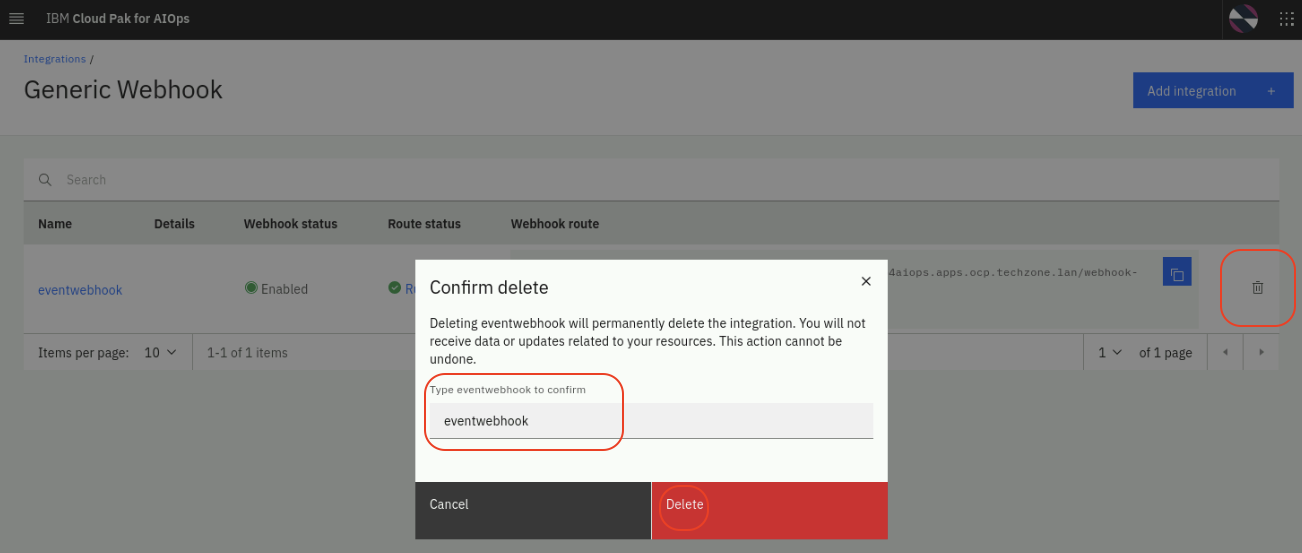 IBM Cloud Pak for AIOps
Integrations /
Generic Webhook
Add integration +
Search
Name Details Webhook status Route status Webhook route
4aiops.apps.ocp.techzone.lan/webhook-
eventwebhook Enabled
Items per page: 10 1-1 of 1 items 1 of 1 page
Confirm delete
Deleting eventwebhook will permanently delete the integration. You will not
receive data or updates related to your resources. This action cannot be
undone.
Type eventwebhook to confirm
eventwebhook
Cancel Delete